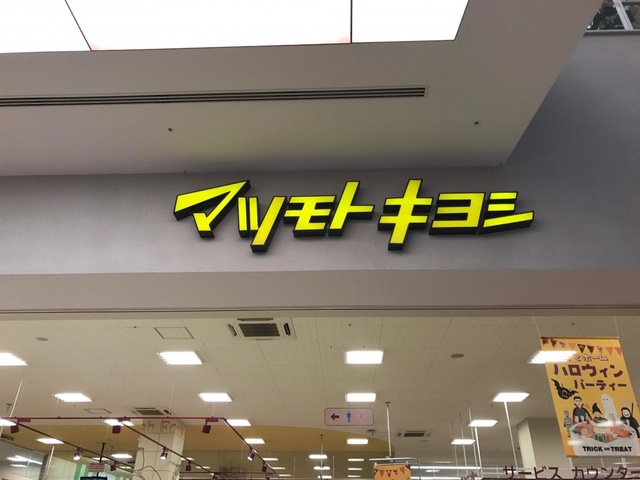 マツモトキヨシ
ハロウィン
パーティー
TRICK OR TREAT
サービス カウンター